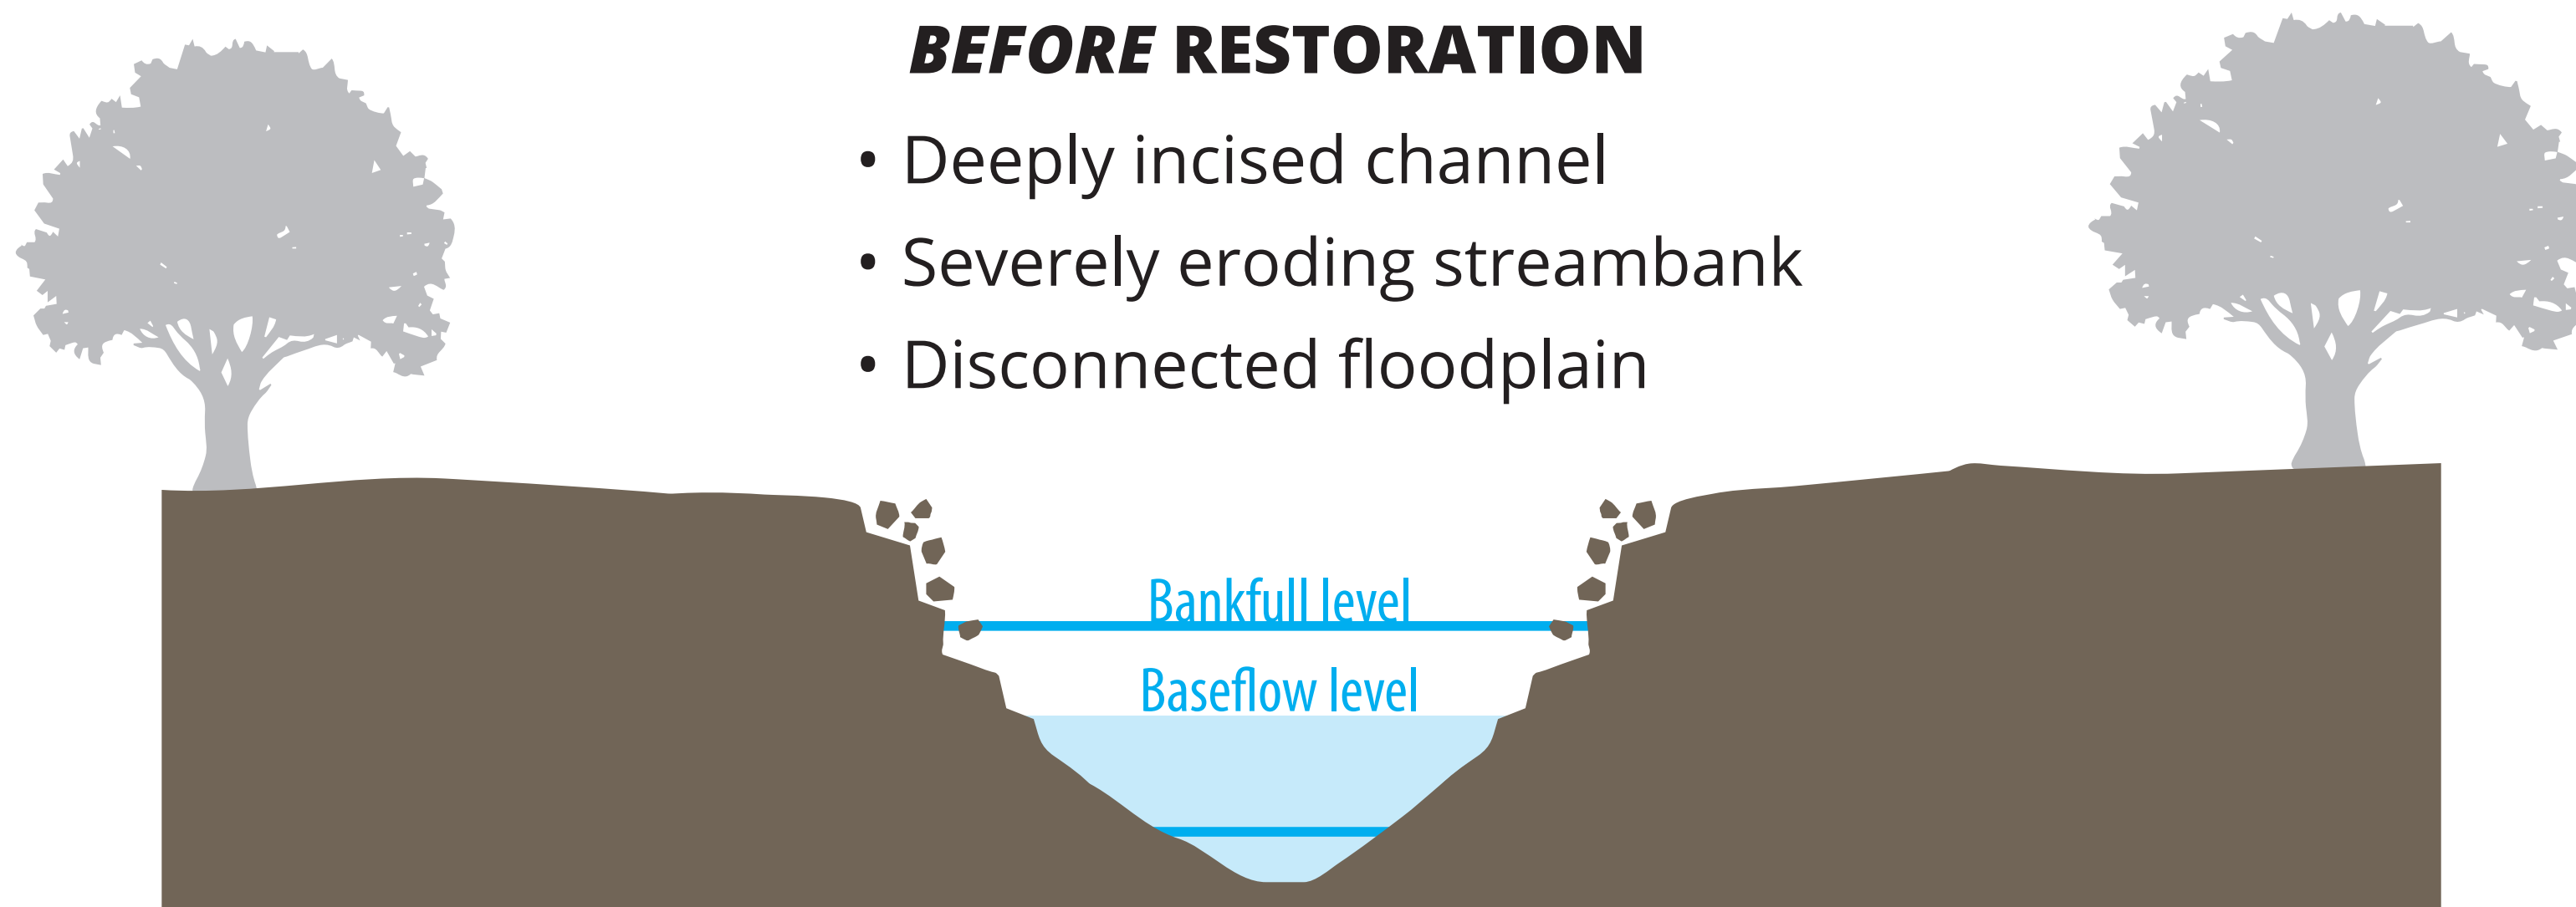 BEFORE RESTORATION
• Deeply incised channel
• Severely eroding streambank
• Disconnected floodplain
Bankfull level
Baseflow level